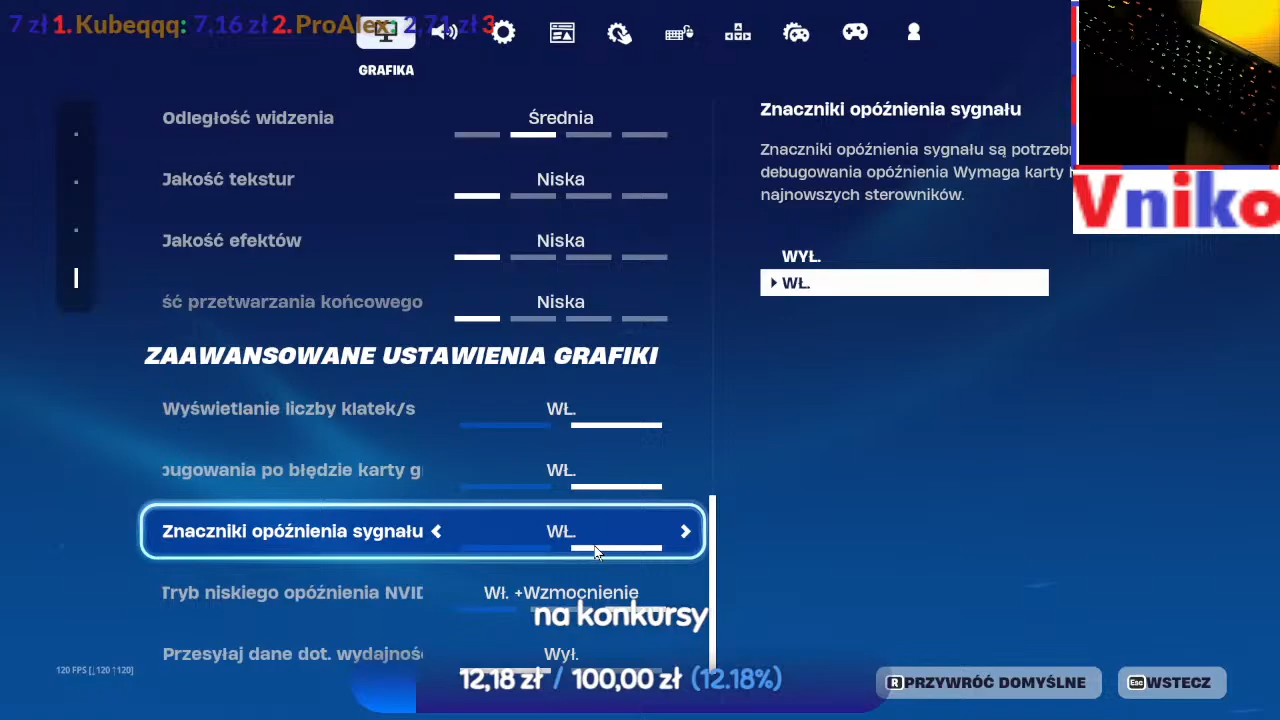 7 zł 1. Kubeqqq: 7,16 zł 2. ProAlex: 2,71 zł 3
GRAFIKA
Odległość widzenia Średnia
Jakość tekstur Niska
Jakość efektów Niska
ść przetwarzania końcowego Niska
ZAAWANSOWANE USTAWIENIA GRAFIKI
Wyświetlanie liczby klatek/s WŁ.
bugowania po błędzie karty g WŁ.
Znaczniki opóźnienia sygnału WŁ.
Tryb niskiego opóźnienia NVID Wł. +Wzmocnienie
Przesyłaj dane dot. wydajnoś Wył.
na konkursy
12,18 zł / 100,00 zł (12.18%)
120 FPS [↓120 ↑120]
Znaczniki opóźnienia sygnału
Znaczniki opóźnienia sygnału są potrzebn
debugowania opóźnienia Wymaga karty
najnowszych sterowników.
WYŁ.
WŁ.
Vniko
R PRZYWRÓĆ DOMYŚLNE
Esc WSTECZ